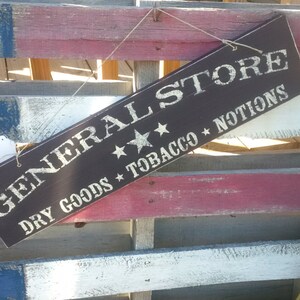 GENERAL STORE
DRY GOODS ★ TOBACCO ★ NOTIONS